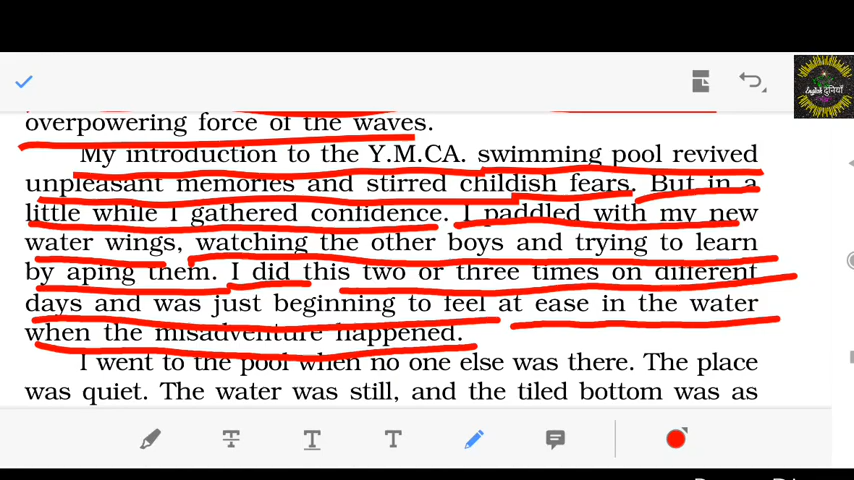 English दुनियाँ
overpowering force of the waves.
My introduction to the Y.M.CA. swimming pool revived
unpleasant memories and stirred childish fears. But in a
little while I gathered confidence. I paddled with my new
water wings, watching the other boys and trying to learn
by aping them. I did this two or three times on different
days and was just beginning to feel at ease in the water
when the misadventure happened.
I went to the pool when no one else was there. The place
was quiet. The water was still, and the tiled bottom was as
T T T